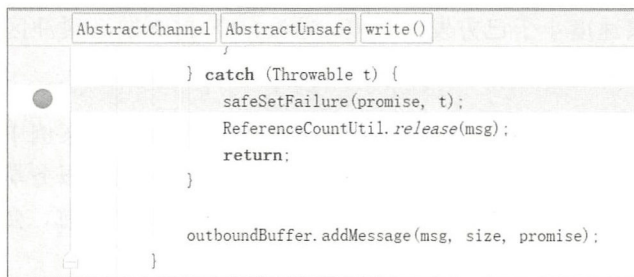 AbstractChannel AbstractUnsafe write()
}
} catch (Throwable t) {
safeSetFailure(promise, t);
ReferenceCountUtil.release(msg);
return;
}
outboundBuffer.addMessage(msg, size, promise);
}